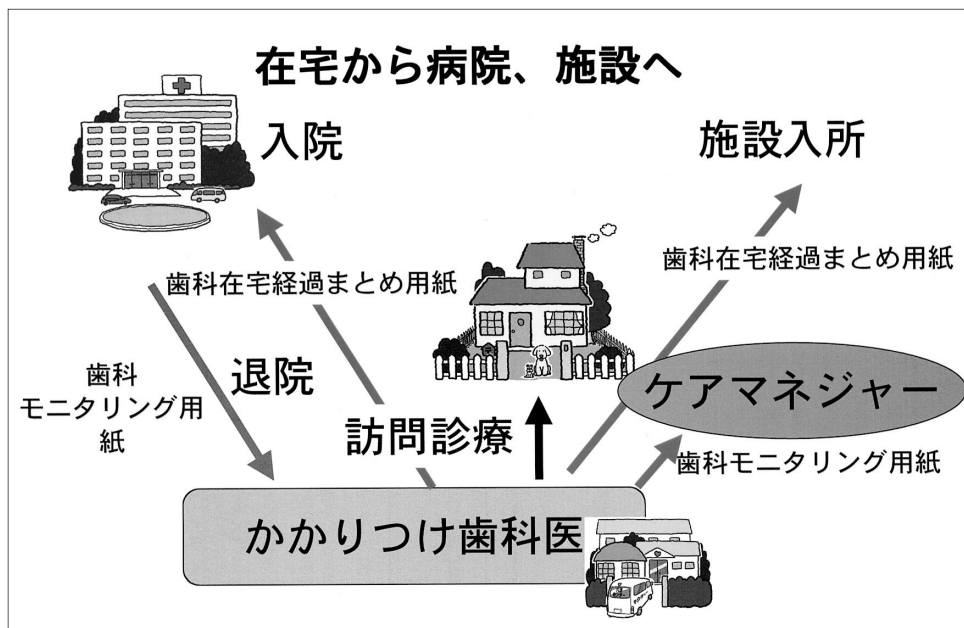 在宅から病院、施設へ
入院
施設入所
歯科在宅経過まとめ用紙
歯科在宅経過まとめ用紙
歯科
モニタリング用
紙
退院
訪問診療
ケアマネジャー
歯科モニタリング用紙
かかりつけ歯科医